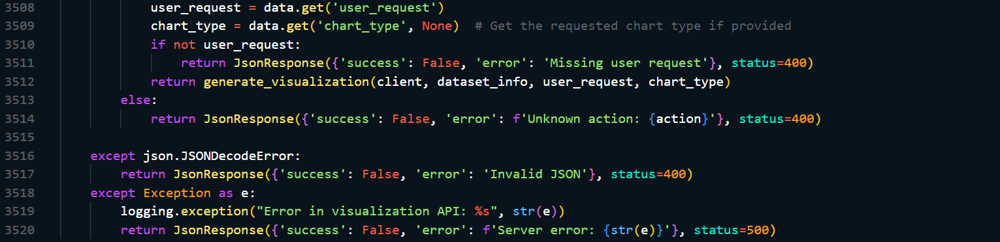 3508 user_request = data.get('user_request')
3509 chart_type = data.get('chart_type', None)  # Get the requested chart type if provided
3510 if not user_request:
3511 return JsonResponse({'success': False, 'error': 'Missing user request'}, status=400)
3512 return generate_visualization(client, dataset_info, user_request, chart_type)
3513 else:
3514 return JsonResponse({'success': False, 'error': f'Unknown action: {action}'}, status=400)
3515
3516 except json.JSONDecodeError:
3517 return JsonResponse({'success': False, 'error': 'Invalid JSON'}, status=400)
3518 except Exception as e:
3519 logging.exception("Error in visualization API: %s", str(e))
3520 return JsonResponse({'success': False, 'error': f'Server error: {str(e)}'}, status=500)